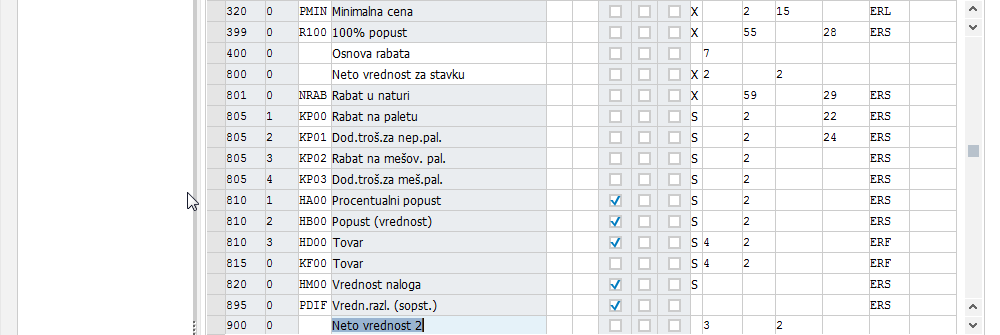 320 0 PMIN Minimalna cena X 2 15 ERL
399 0 R100 100% popust X 55 28 ERS
400 0 Osnova rabata 7
800 0 Neto vrednost za stavku X 2 2
801 0 NRAB Rabat u naturi X 59 29 ERS
805 1 KP00 Rabat na paletu S 2 22 ERS
805 2 KP01 Dod.troš.za nep.pal. S 2 24 ERS
805 3 KP02 Rabat na mešov. pal. S 2 ERS
805 4 KP03 Dod.troš.za meš.pal. S 2 ERS
810 1 HA00 Procentualni popust S 2 ERS
810 2 HB00 Popust (vrednost) S 2 ERS
810 3 HD00 Tovar S 4 2 ERF
815 0 KF00 Tovar S 4 2 ERF
820 0 HM00 Vrednost naloga S ERS
895 0 PDIF Vredn.razl. (sopst.) ERS
900 0 Neto vrednost 2 3 2